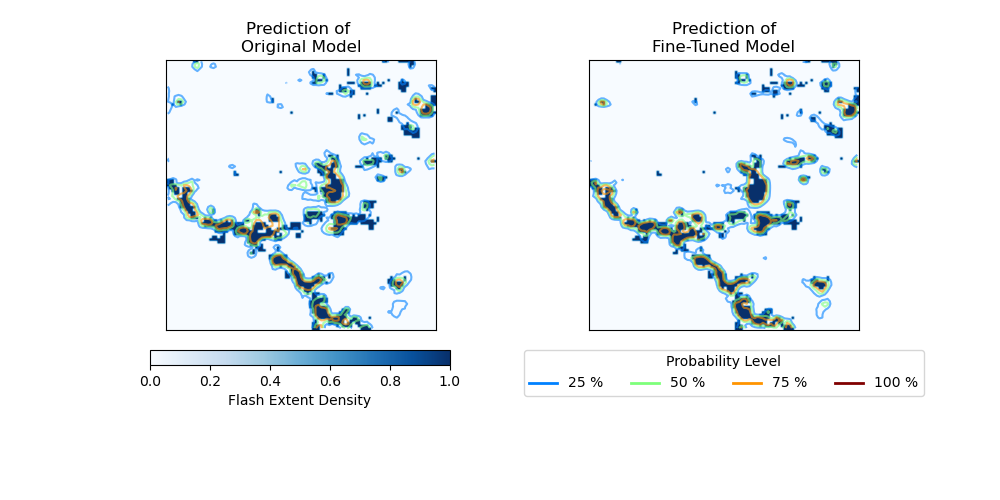 Prediction of
Original Model
Prediction of
Fine-Tuned Model
0.0 0.2 0.4 0.6 0.8 1.0
Flash Extent Density
Probability Level
25 % 50 % 75 % 100 %